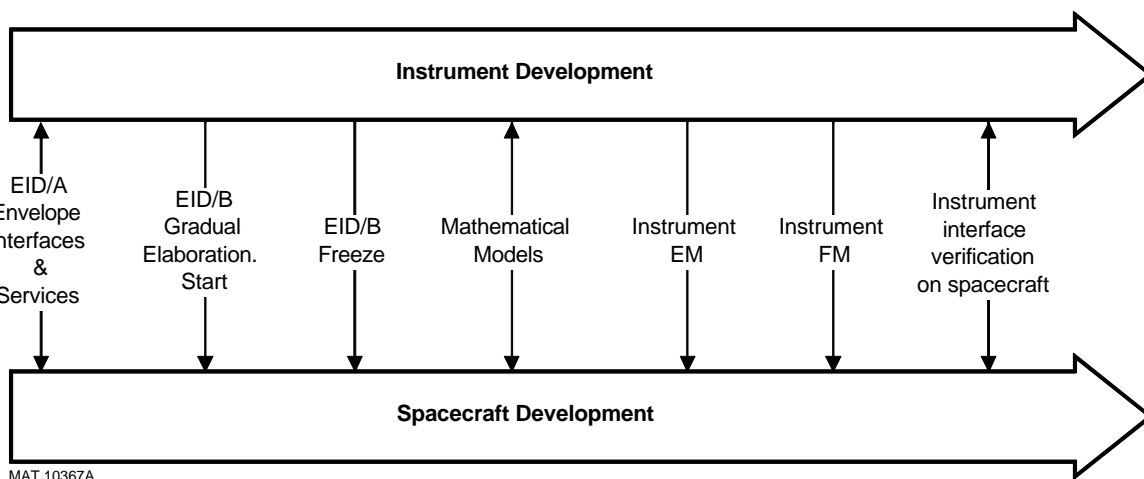 Instrument Development
EID/A
Envelope
nterfaces
&
Services
EID/B
Gradual
Elaboration.
Start
EID/B
Freeze
Mathematical
Models
Instrument
EM
Instrument
FM
Instrument
interface
verification
on spacecraft
Spacecraft Development
MAT 10367A